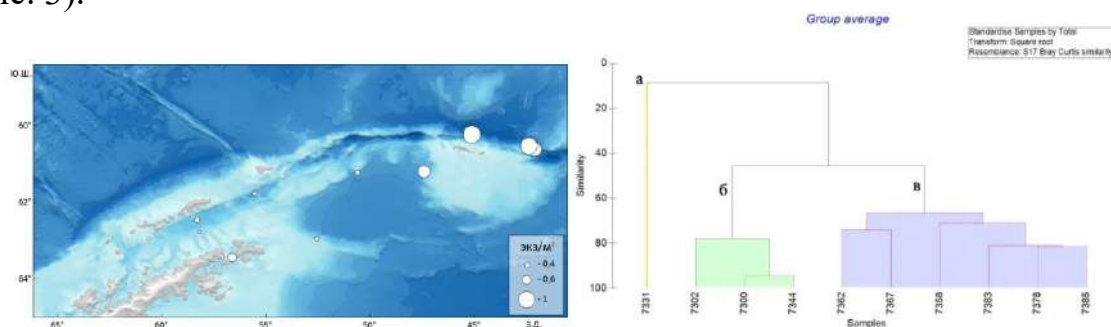 ис. 3).
Ю.Ш.
60°
62°
64°
65°
60°
55°
50°
45°
З.Д.
ЭКЗ/М²
- 0,4
- 0,6
- 1
Group average
Standardise Samples by Total
Transform: Square root
Resemblance: S17 Bray Curtis similarity
Similarity
0
20
40
60
80
100
а
б
в
7331
7302
7300
7344
7362
7367
7358
7383
7378
7385
Samples